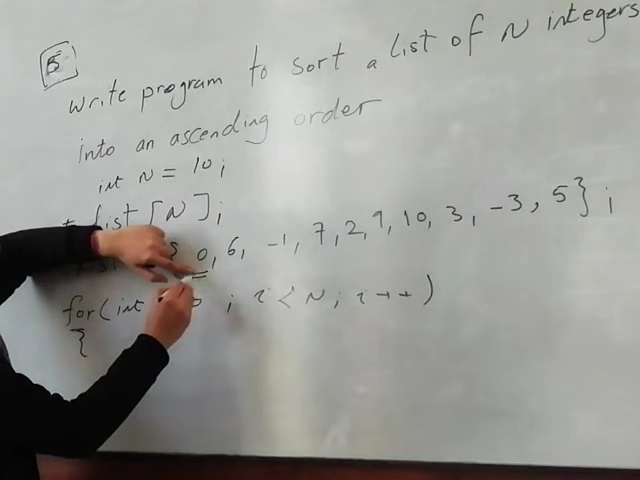 5
Write program to sort a list of N integers
into an ascending order
int N = 10;
List [N];
0, 6, -1, 7, 2, 9, 10, 3, -3, 5};
for(int ; i < N; i++)
{